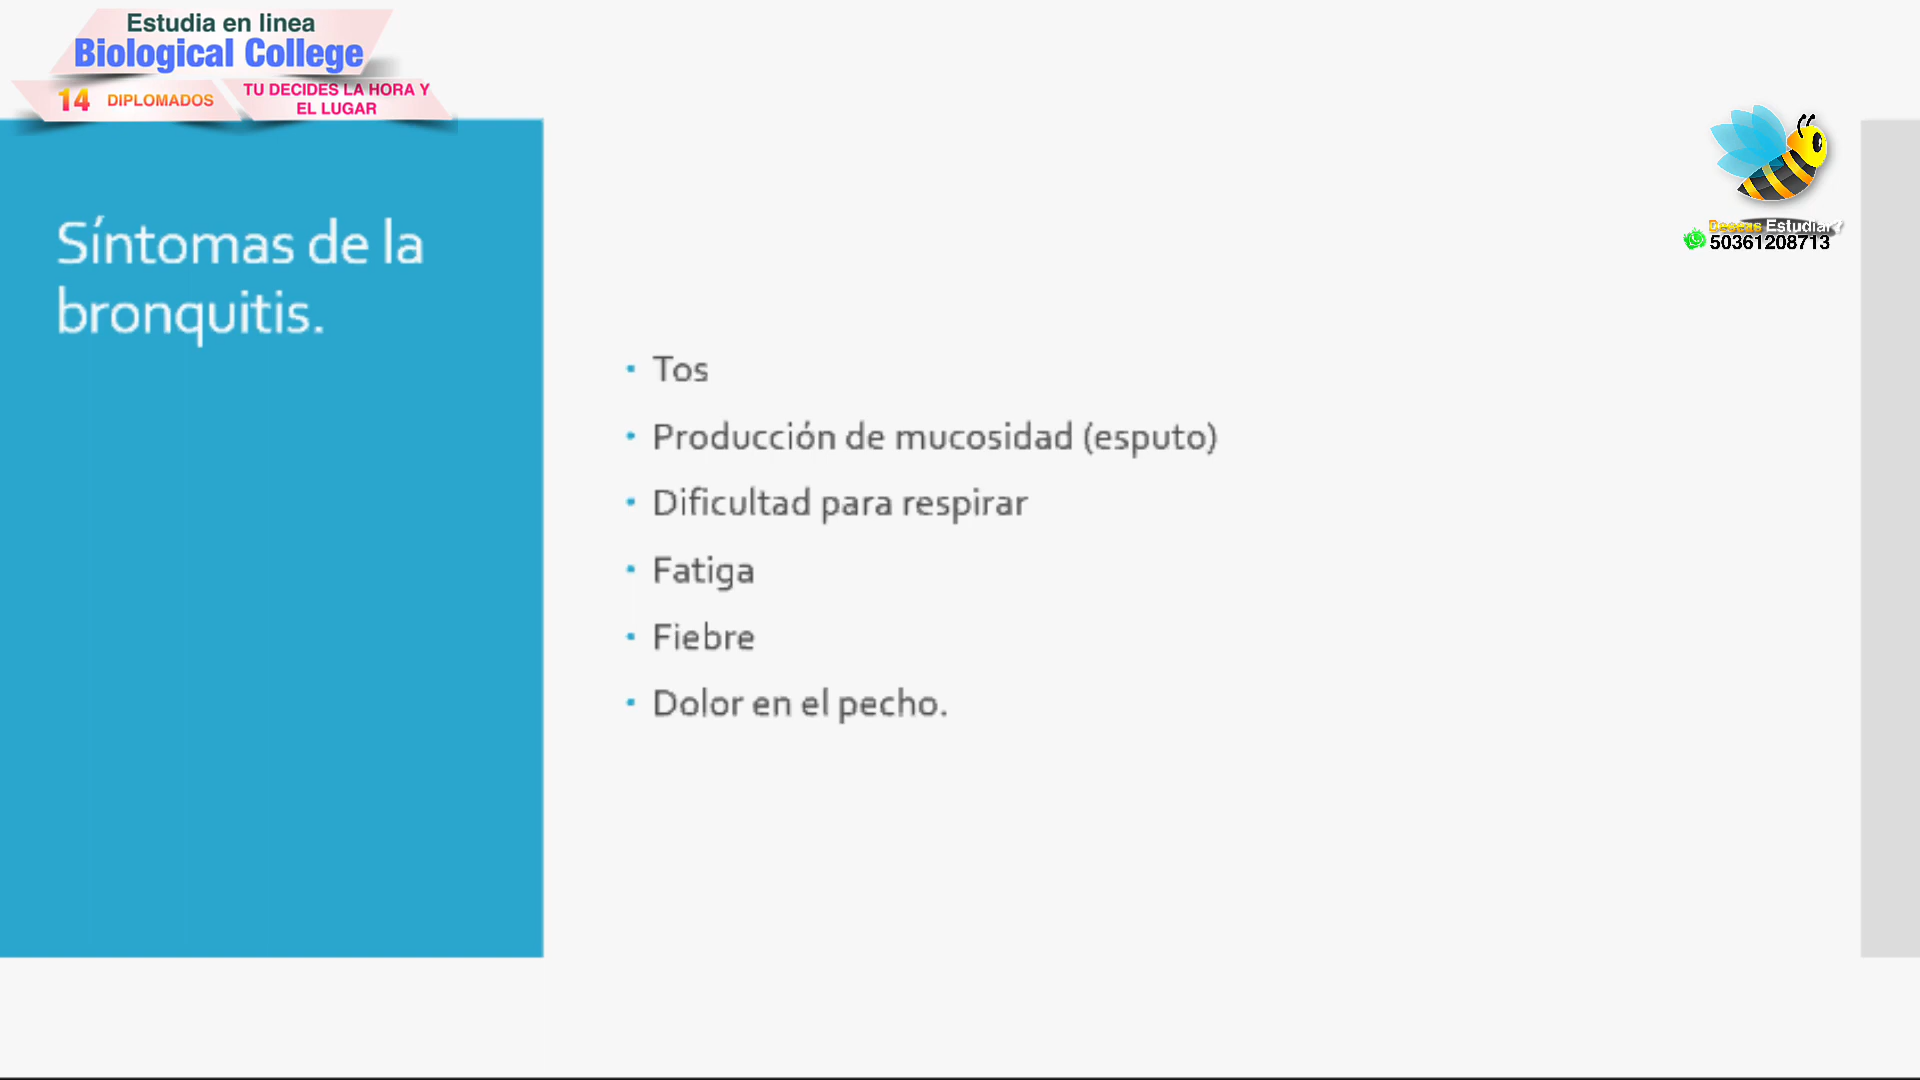 Estudia en linea
Biological College
14 DIPLOMADOS
TU DECIDES LA HORA Y
EL LUGAR
Deseas Estudiar?
50361208713
Síntomas de la
bronquitis.
• Tos
• Producción de mucosidad (esputo)
• Dificultad para respirar
• Fatiga
• Fiebre
• Dolor en el pecho.